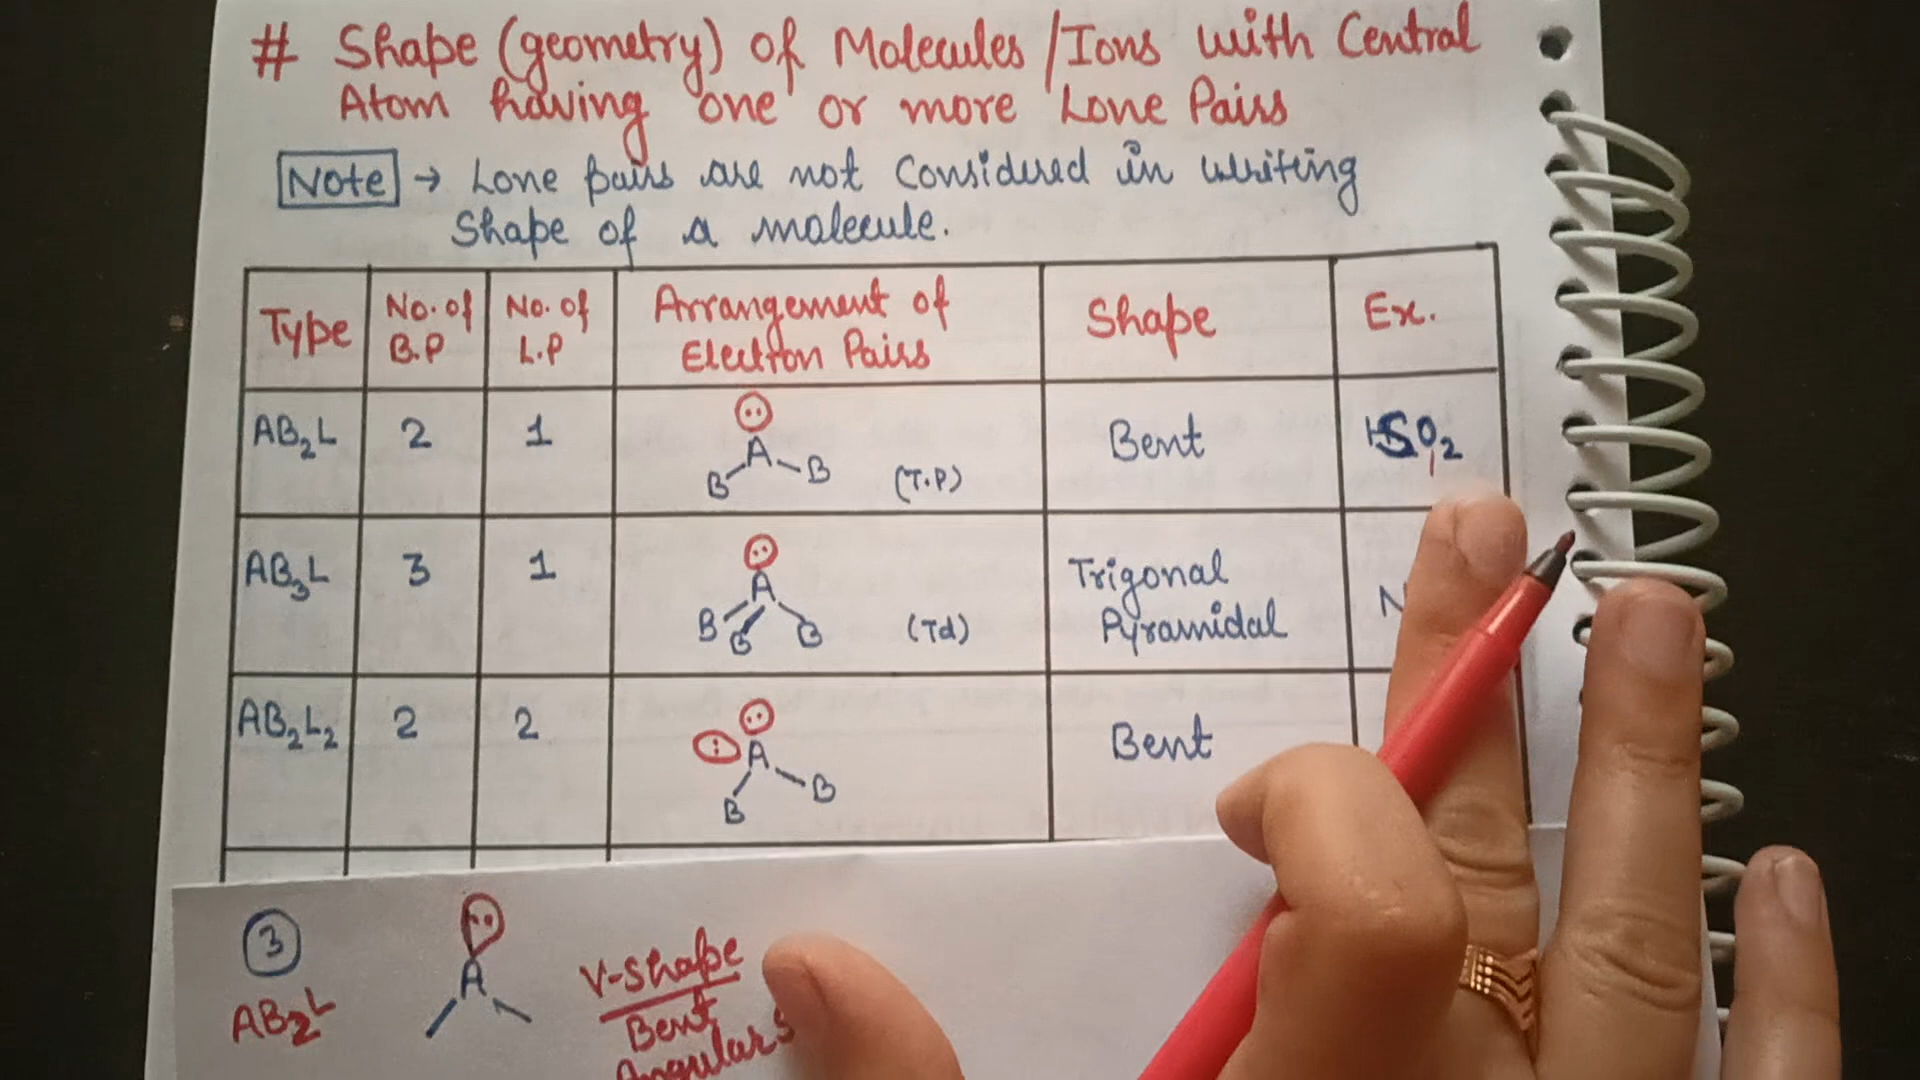 # Shape (geometry) of Molecules/Ions with Central
Atom having one or more Lone Pairs
Note → Lone pairs are not Considered in writing
Shape of a molecule.
Type No. of B.P No. of L.P Arrangement of Electron Pairs Shape Ex.
AB₂L 2 1 A B B (T.P) Bent SO₂
AB₃L 3 1 A B B B (Td) Trigonal Pyramidal N
AB₂L₂ 2 2 A B B Bent
3
AB₂L
A
V-Shape
Bent
Angular S